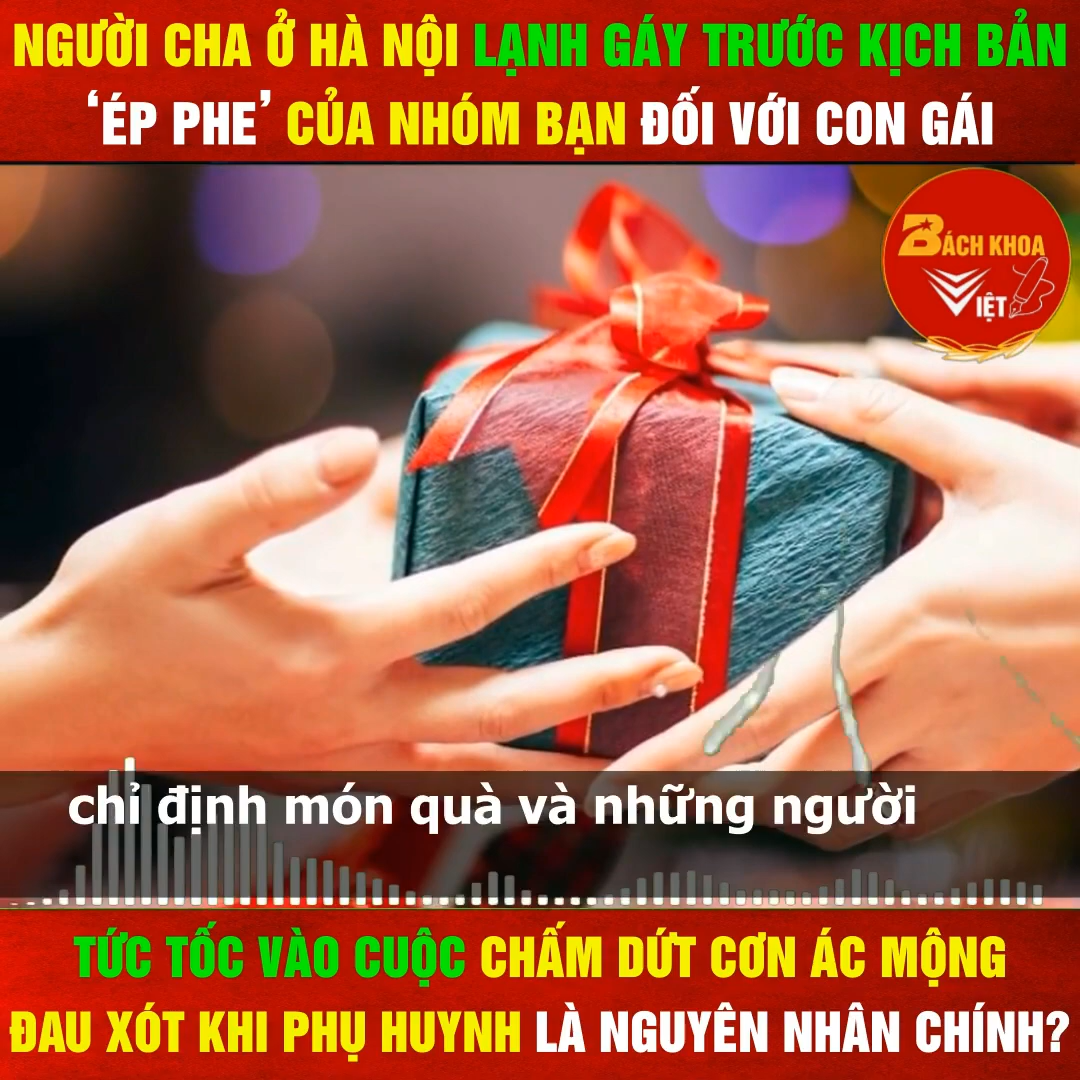 NGƯỜI CHA Ở HÀ NỘI LẠNH GÁY TRƯỚC KỊCH BẢN
‘ÉP PHE’ CỦA NHÓM BẠN ĐỐI VỚI CON GÁI
BÁCH KHOA
VIỆT
chỉ định món quà và những người
TỨC TỐC VÀO CUỘC CHẤM DỨT CƠN ÁC MỘNG
ĐAU XÓT KHI PHỤ HUYNH LÀ NGUYÊN NHÂN CHÍNH?